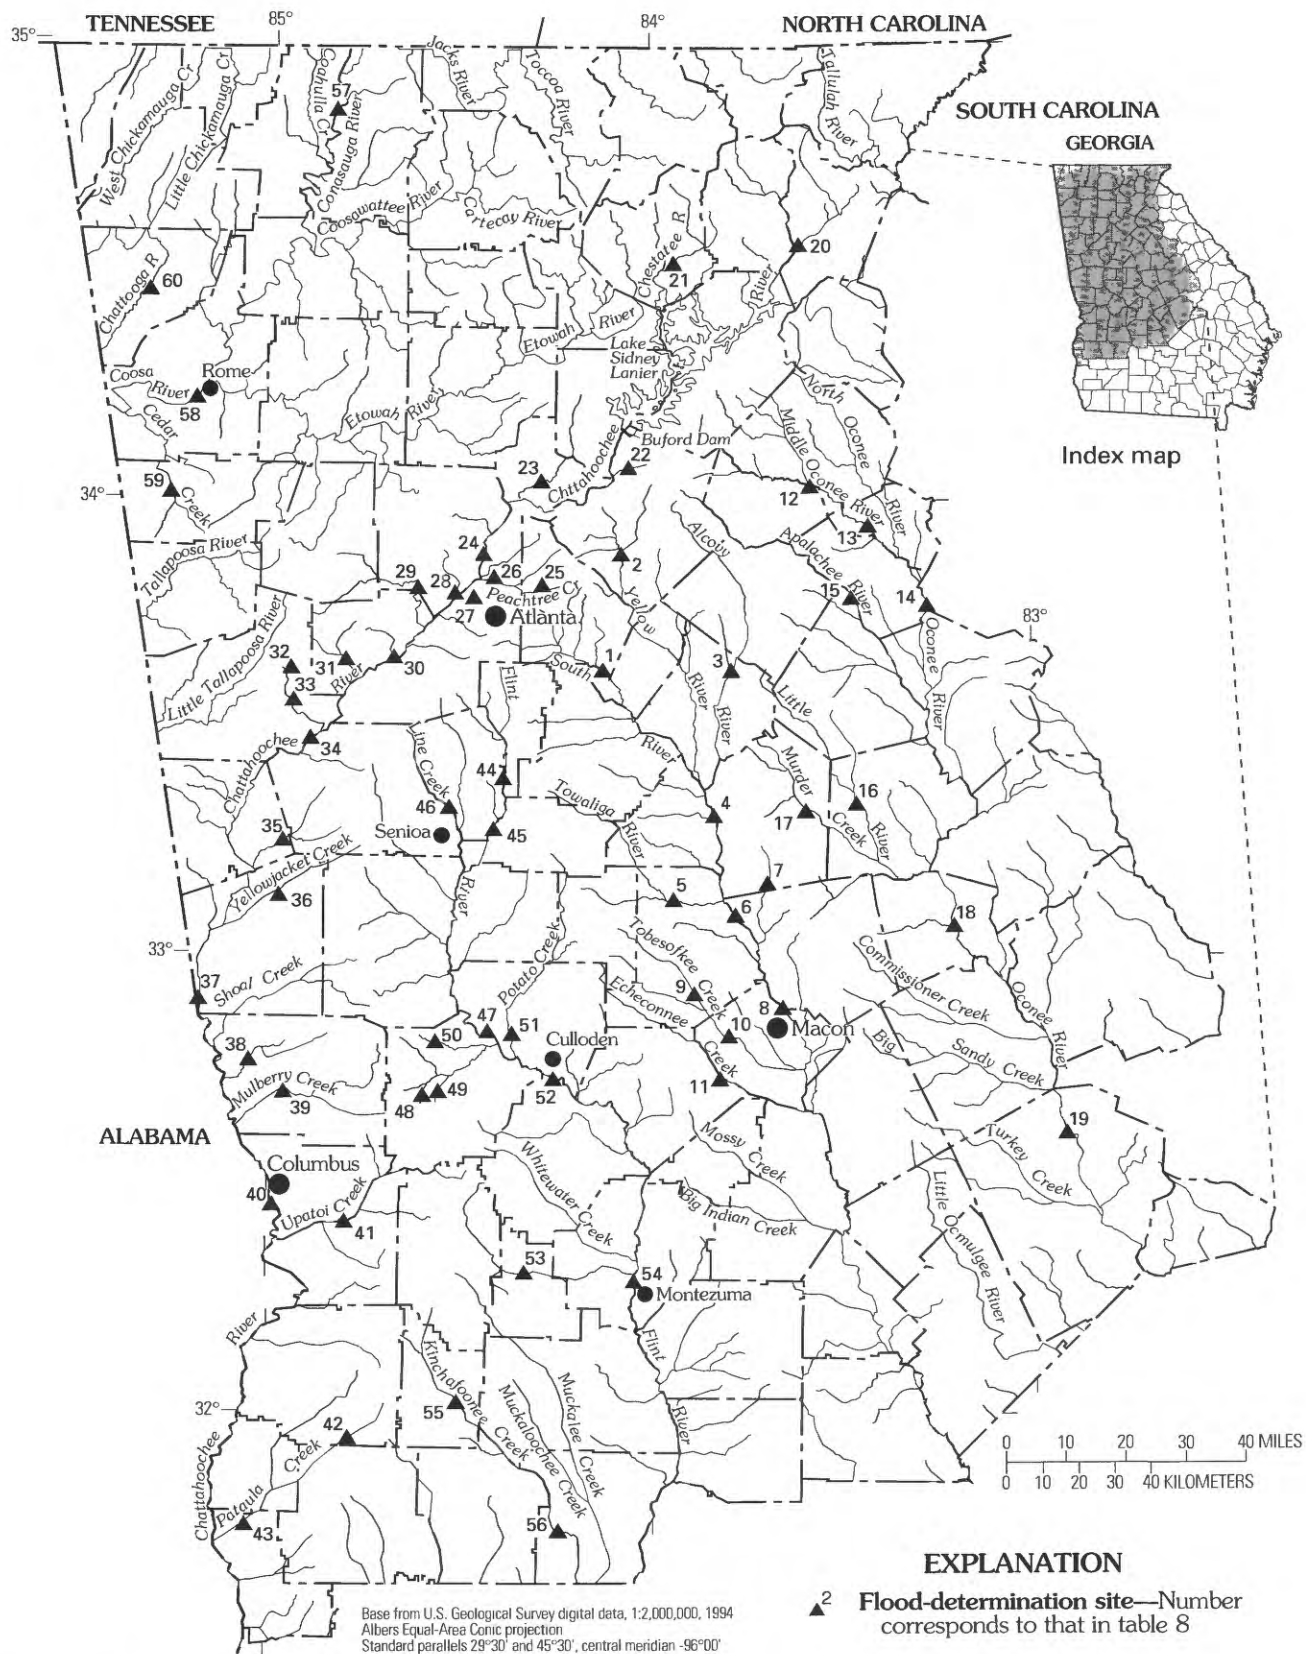 TENNESSEE
NORTH CAROLINA
SOUTH CAROLINA
GEORGIA
Index map
ALABAMA
35°
85°
84°
34°
83°
33°
32°
West Chickamauga Cr
Little Chickamauga Cr
Coahulla Cr
57
Conasauga River
Jacks River
Toccoa River
Tallulah River
Coosawattee River
Cartecay River
Chestatee R
21
River
20
Chattooga R
60
Etowah River
Lake
Sidney
Lanier
Coosa
River
Rome
58
Cedar
Etowah River
North
Oconee
River
Middle Oconee River
Buford Dam
Chttahoochee
22
23
59
Creek
12
13
Tallapoosa River
24
2
Alcovy
Apalachee River
29
28
26
25
Peachtree Cr
27
Atlanta
Yellow
15
14
Little Tallapoosa River
32
31
30
River
33
South
1
3
Little
Oconee
River
Flint
River
River
Chattahoochee
34
Line Creek
44
River
Murder
Creek
46
Towaliga
River
4
17
16
River
Senioa
45
35
Yellowjacket Creek
36
River
5
7
6
18
Tobesofkee Creek
Commissioner Creek
37
Shoal Creek
Potato Creek
Echeconnee
Creek
9
8
Macon
10
Oconee
River
38
50
47
51
Culloden
Big
Sandy Creek
Mulberry Creek
39
48
49
52
11
19
Mossy Creek
Turkey
Creek
Columbus
40
Upatoi Creek
41
Whitewater Creek
Big Indian Creek
Little Ocmulgee River
53
54
Montezuma
River
Flint
River
Kinchafoonee
Creek
55
Muckaloochee Creek
Muckalee
Creek
42
Chattahoochee
Pataula
Creek
43
56
0 10 20 30 40 MILES
0 10 20 30 40 KILOMETERS
EXPLANATION
2 Flood-determination site—Number
corresponds to that in table 8
Base from U.S. Geological Survey digital data, 1:2,000,000, 1994
Albers Equal-Area Conic projection
Standard parallels 29°30' and 45°30', central meridian -96°00'